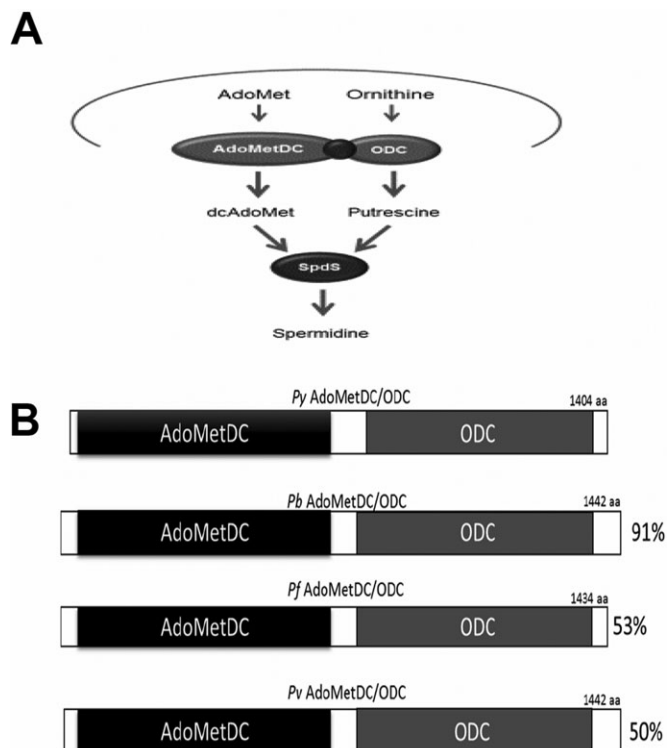 A
AdoMet Ornithine
AdoMetDC ODC
dcAdoMet Putrescine
SpdS
Spermidine
B
Py AdoMetDC/ODC 1404 aa
AdoMetDC ODC
Pb AdoMetDC/ODC 1442 aa
AdoMetDC ODC 91%
Pf AdoMetDC/ODC 1434 aa
AdoMetDC ODC 53%
Pv AdoMetDC/ODC 1442 aa
AdoMetDC ODC 50%